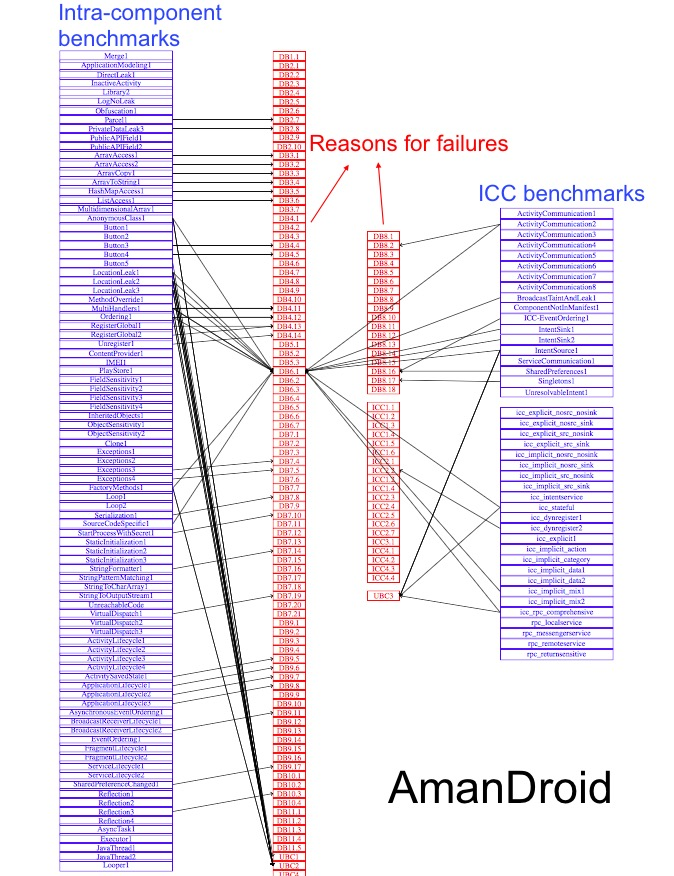 Intra-component
benchmarks
Merge1
ApplicationModeling1
DirectLeak1
InactiveActivity
Library2
LogNoLeak
Obfuscation1
Parcel1
PrivateDataLeak3
PublicAPIField1
PublicAPIField2
ArrayAccess1
ArrayAccess2
ArrayCopy1
ArrayToString1
HashMapAccess1
ListAccess1
MultidimensionalArray1
AnonymousClass1
Button1
Button2
Button3
Button4
Button5
LocationLeak1
LocationLeak2
LocationLeak3
MethodOverride1
MultiHandlers1
Ordering1
RegisterGlobal1
RegisterGlobal2
Unregister1
ContentProvider1
IMEI1
PlayStore1
FieldSensitivity1
FieldSensitivity2
FieldSensitivity3
FieldSensitivity4
InheritedObjects1
ObjectSensitivity1
ObjectSensitivity2
Clone1
Exceptions1
Exceptions2
Exceptions3
Exceptions4
FactoryMethods1
Loop1
Loop2
Serialization1
SourceCodeSpecific1
StartProcessWithSecret1
StaticInitialization1
StaticInitialization2
StaticInitialization3
StringFormatter1
StringPatternMatching1
StringToCharArray1
StringToOutputStream1
UnreachableCode
VirtualDispatch1
VirtualDispatch2
VirtualDispatch3
ActivityLifecycle1
ActivityLifecycle2
ActivityLifecycle3
ActivityLifecycle4
ActivitySavedState1
ApplicationLifecycle1
ApplicationLifecycle2
ApplicationLifecycle3
AsynchronousEventOrdering1
BroadcastReceiverLifecycle1
BroadcastReceiverLifecycle2
EventOrdering1
FragmentLifecycle1
FragmentLifecycle2
ServiceLifecycle1
ServiceLifecycle2
SharedPreferenceChanged1
Reflection1
Reflection2
Reflection3
Reflection4
AsyncTask1
Executor1
JavaThread1
JavaThread2
Looper1
DB1.1
DB2.1
DB2.2
DB2.3
DB2.4
DB2.5
DB2.6
DB2.7
DB2.8
DB2.9
DB2.10
DB3.1
DB3.2
DB3.3
DB3.4
DB3.5
DB3.6
DB3.7
DB4.1
DB4.2
DB4.3
DB4.4
DB4.5
DB4.6
DB4.7
DB4.8
DB4.9
DB4.10
DB4.11
DB4.12
DB4.13
DB4.14
DB5.1
DB5.2
DB5.3
DB6.1
DB6.2
DB6.3
DB6.4
DB6.5
DB6.6
DB6.7
DB7.1
DB7.2
DB7.3
DB7.4
DB7.5
DB7.6
DB7.7
DB7.8
DB7.9
DB7.10
DB7.11
DB7.12
DB7.13
DB7.14
DB7.15
DB7.16
DB7.17
DB7.18
DB7.19
DB7.20
DB7.21
DB9.1
DB9.2
DB9.3
DB9.4
DB9.5
DB9.6
DB9.7
DB9.8
DB9.9
DB9.10
DB9.11
DB9.12
DB9.13
DB9.14
DB9.15
DB9.16
DB9.17
DB10.1
DB10.2
DB10.3
DB10.4
DB11.1
DB11.2
DB11.3
DB11.4
DB11.5
UBC1
UBC2
Reasons for failures
DB8.1
DB8.2
DB8.3
DB8.4
DB8.5
DB8.6
DB8.7
DB8.8
DB8.9
DB8.10
DB8.11
DB8.12
DB8.13
DB8.14
DB8.15
DB8.16
DB8.17
DB8.18
ICC1.1
ICC1.2
ICC1.3
ICC1.4
ICC1.5
ICC1.6
ICC2.1
ICC1.2
ICC1.4
ICC2.3
ICC2.4
ICC2.5
ICC2.6
ICC2.7
ICC3.1
ICC4.1
ICC4.2
ICC4.3
ICC4.4
UBC3
ICC benchmarks
ActivityCommunication1
ActivityCommunication2
ActivityCommunication3
ActivityCommunication4
ActivityCommunication5
ActivityCommunication6
ActivityCommunication7
ActivityCommunication8
BroadcastTaintAndLeak1
ComponentNotInManifest1
ICC-EventOrdering1
IntentSink1
IntentSink2
IntentSource1
ServiceCommunication1
SharedPreferences1
Singletons1
UnresolvableIntent1
icc_explicit_nosrc_nosink
icc_explicit_nosrc_sink
icc_explicit_src_nosink
icc_explicit_src_sink
icc_implicit_nosrc_nosink
icc_implicit_nosrc_sink
icc_implicit_src_nosink
icc_implicit_src_sink
icc_intentservice
icc_stateful
icc_dynregister1
icc_dynregister2
icc_explicit1
icc_implicit_action
icc_implicit_category
icc_implicit_data1
icc_implicit_data2
icc_implicit_mix1
icc_implicit_mix2
icc_rpc_comprehensive
rpc_localservice
rpc_messengerservice
rpc_remoteservice
rpc_returnsensitive
AmanDroid